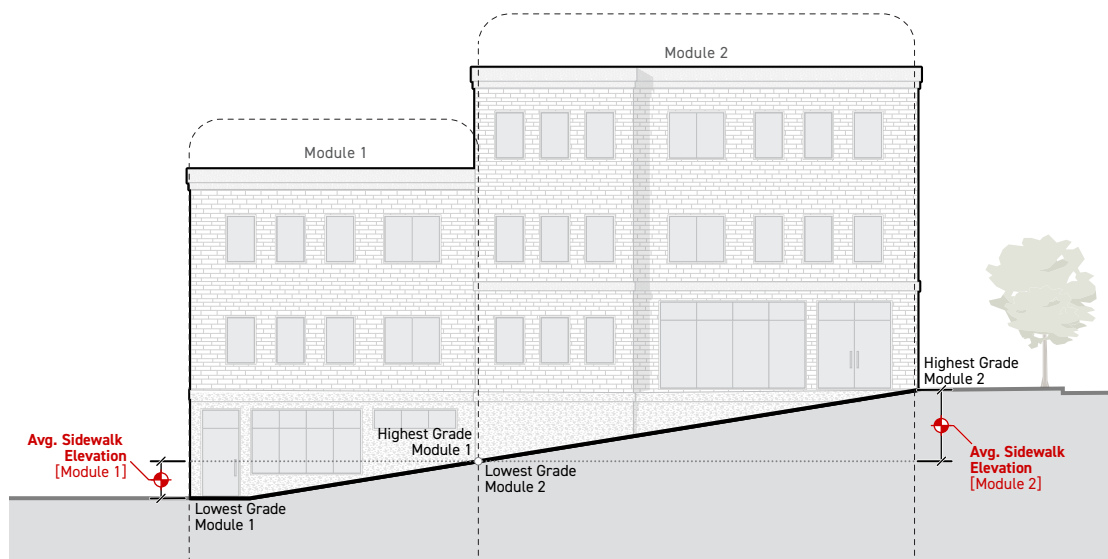 Module 2
Module 1
Highest Grade
Module 2
Highest Grade
Module 1
Avg. Sidewalk
Elevation
[Module 1]
Avg. Sidewalk
Elevation
[Module 2]
Lowest Grade
Module 2
Lowest Grade
Module 1